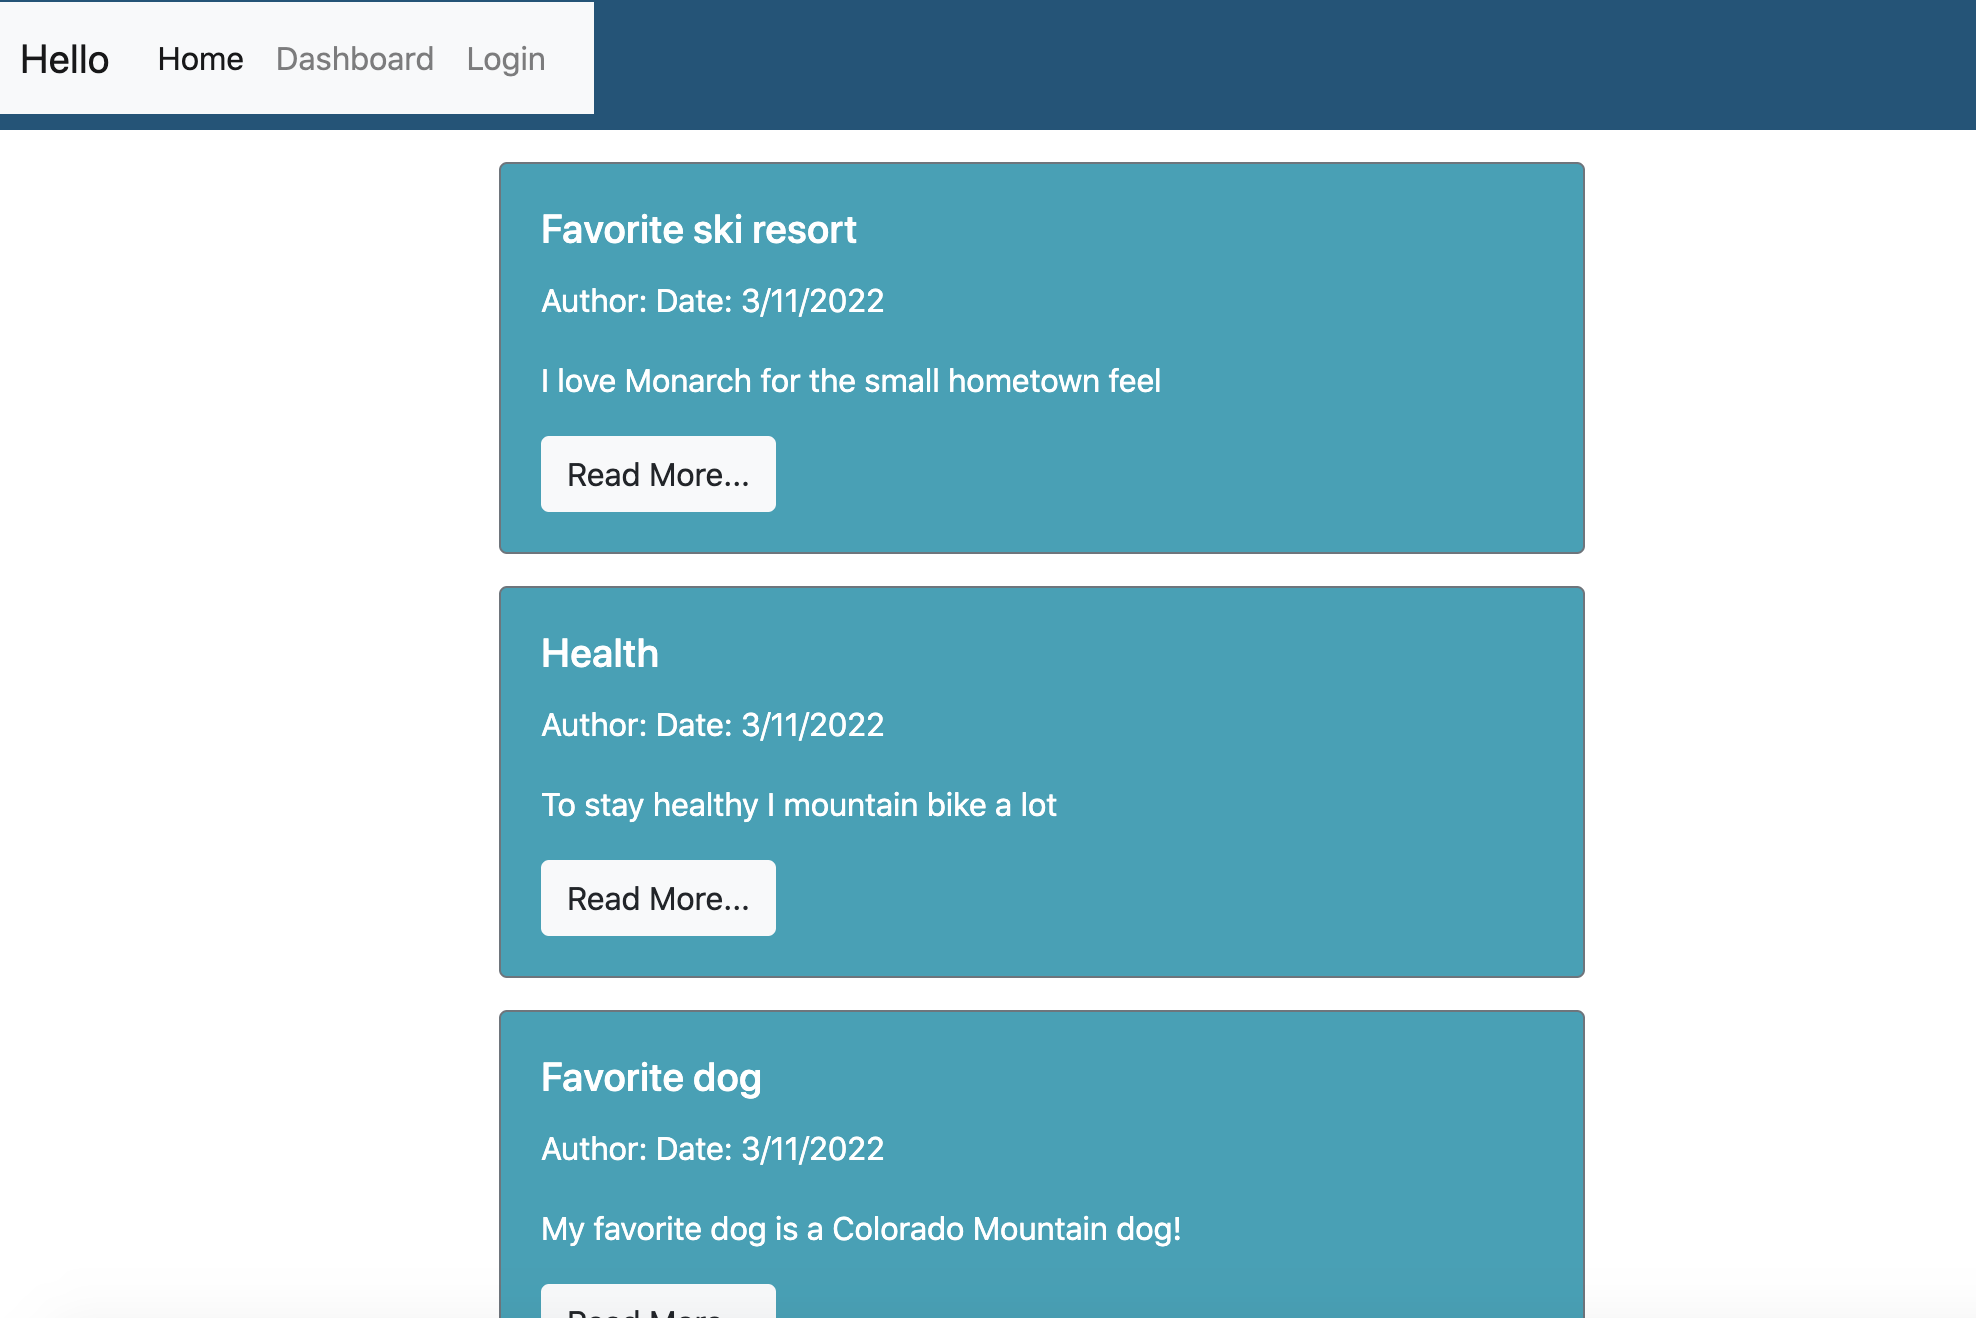 Hello Home Dashboard Login
Favorite ski resort
Author: Date: 3/11/2022
I love Monarch for the small hometown feel
Read More...
Health
Author: Date: 3/11/2022
To stay healthy I mountain bike a lot
Read More...
Favorite dog
Author: Date: 3/11/2022
My favorite dog is a Colorado Mountain dog!
Read More...